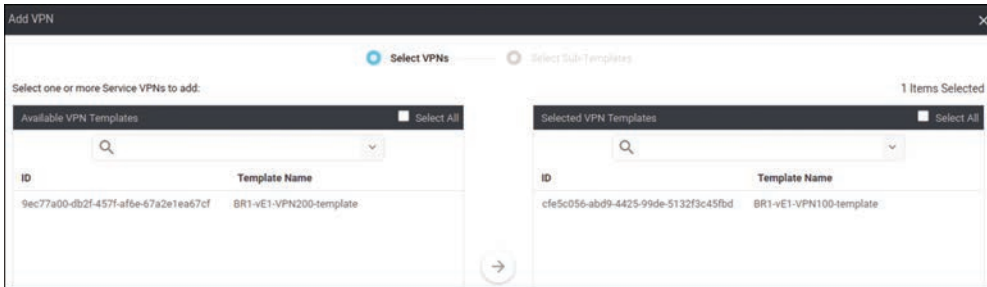 Add VPN
Select VPNs Select Sub-Templates
Select one or more Service VPNs to add: 1 Items Selected
Available VPN Templates Select All Selected VPN Templates Select All
ID Template Name ID Template Name
9ec77a00-db2f-457f-af6e-67a2e1ea67cf BR1-vE1-VPN200-template cfe5c056-abd9-4425-99de-5132f3c45fbd BR1-vE1-VPN100-template